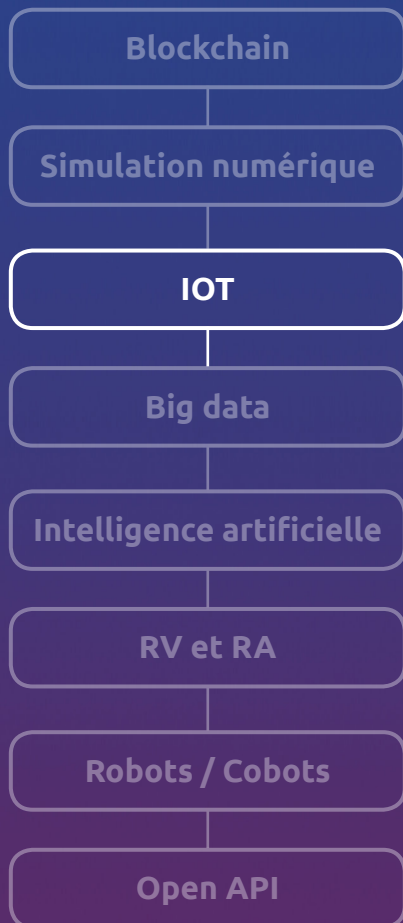 Blockchain
Simulation numérique
IOT
Big data
Intelligence artificielle
RV et RA
Robots / Cobots
Open API